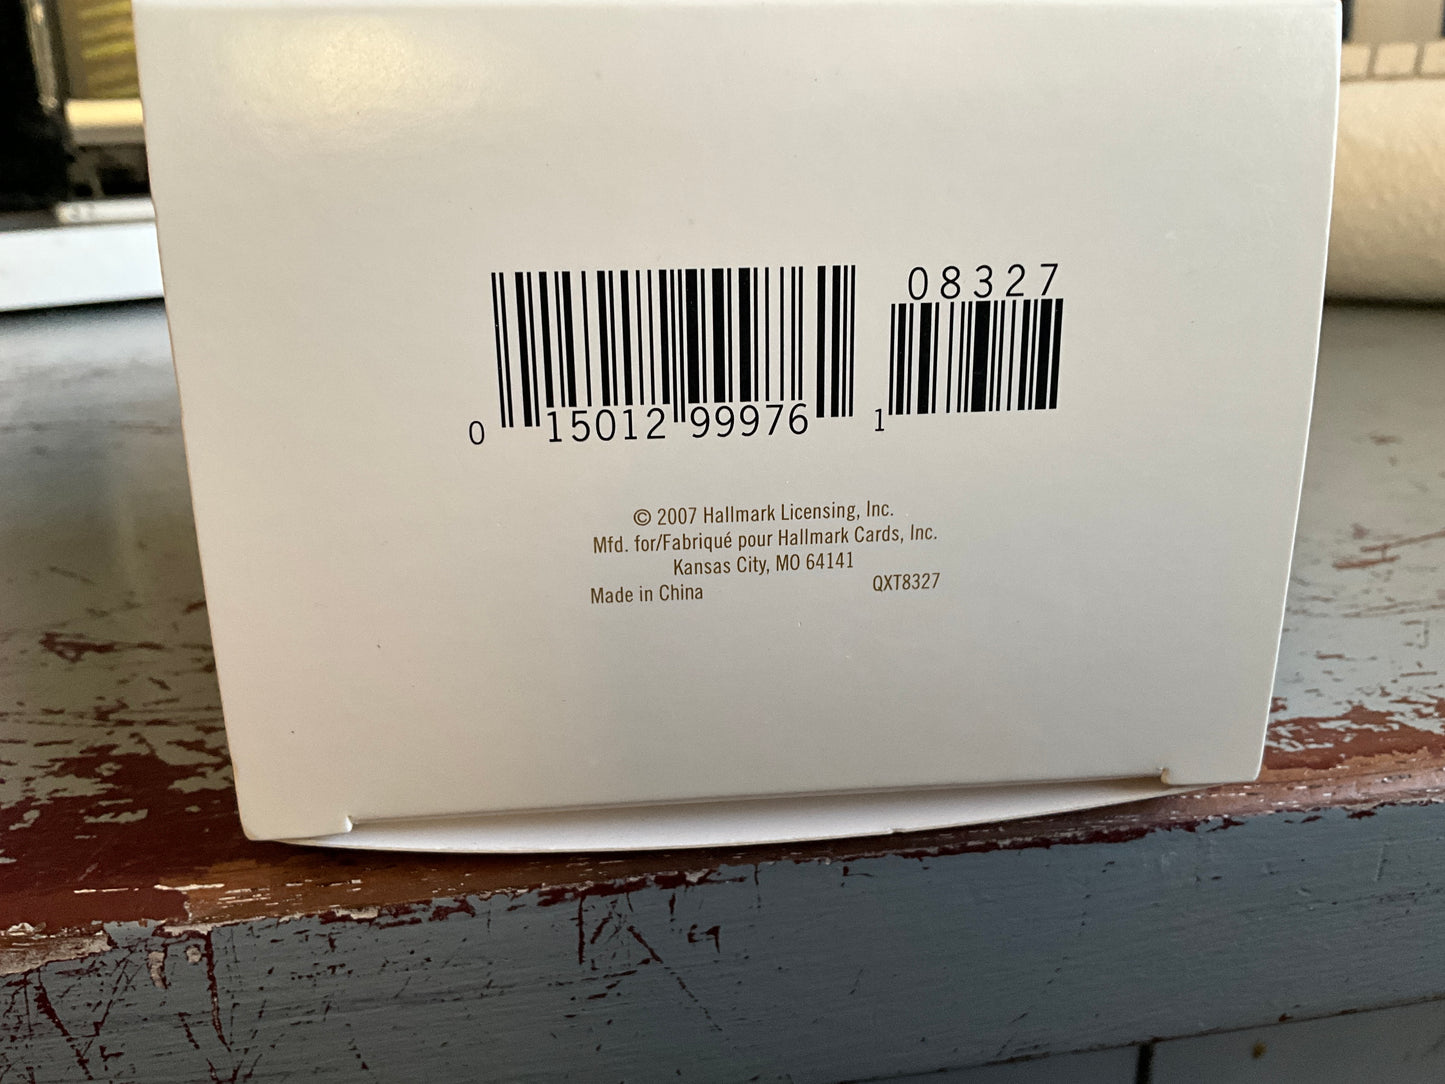 08327
0 15012 99976 1
© 2007 Hallmark Licensing, Inc.
Mfd. for/Fabriqué pour Hallmark Cards, Inc.
Kansas City, MO 64141
Made in China QXT8327